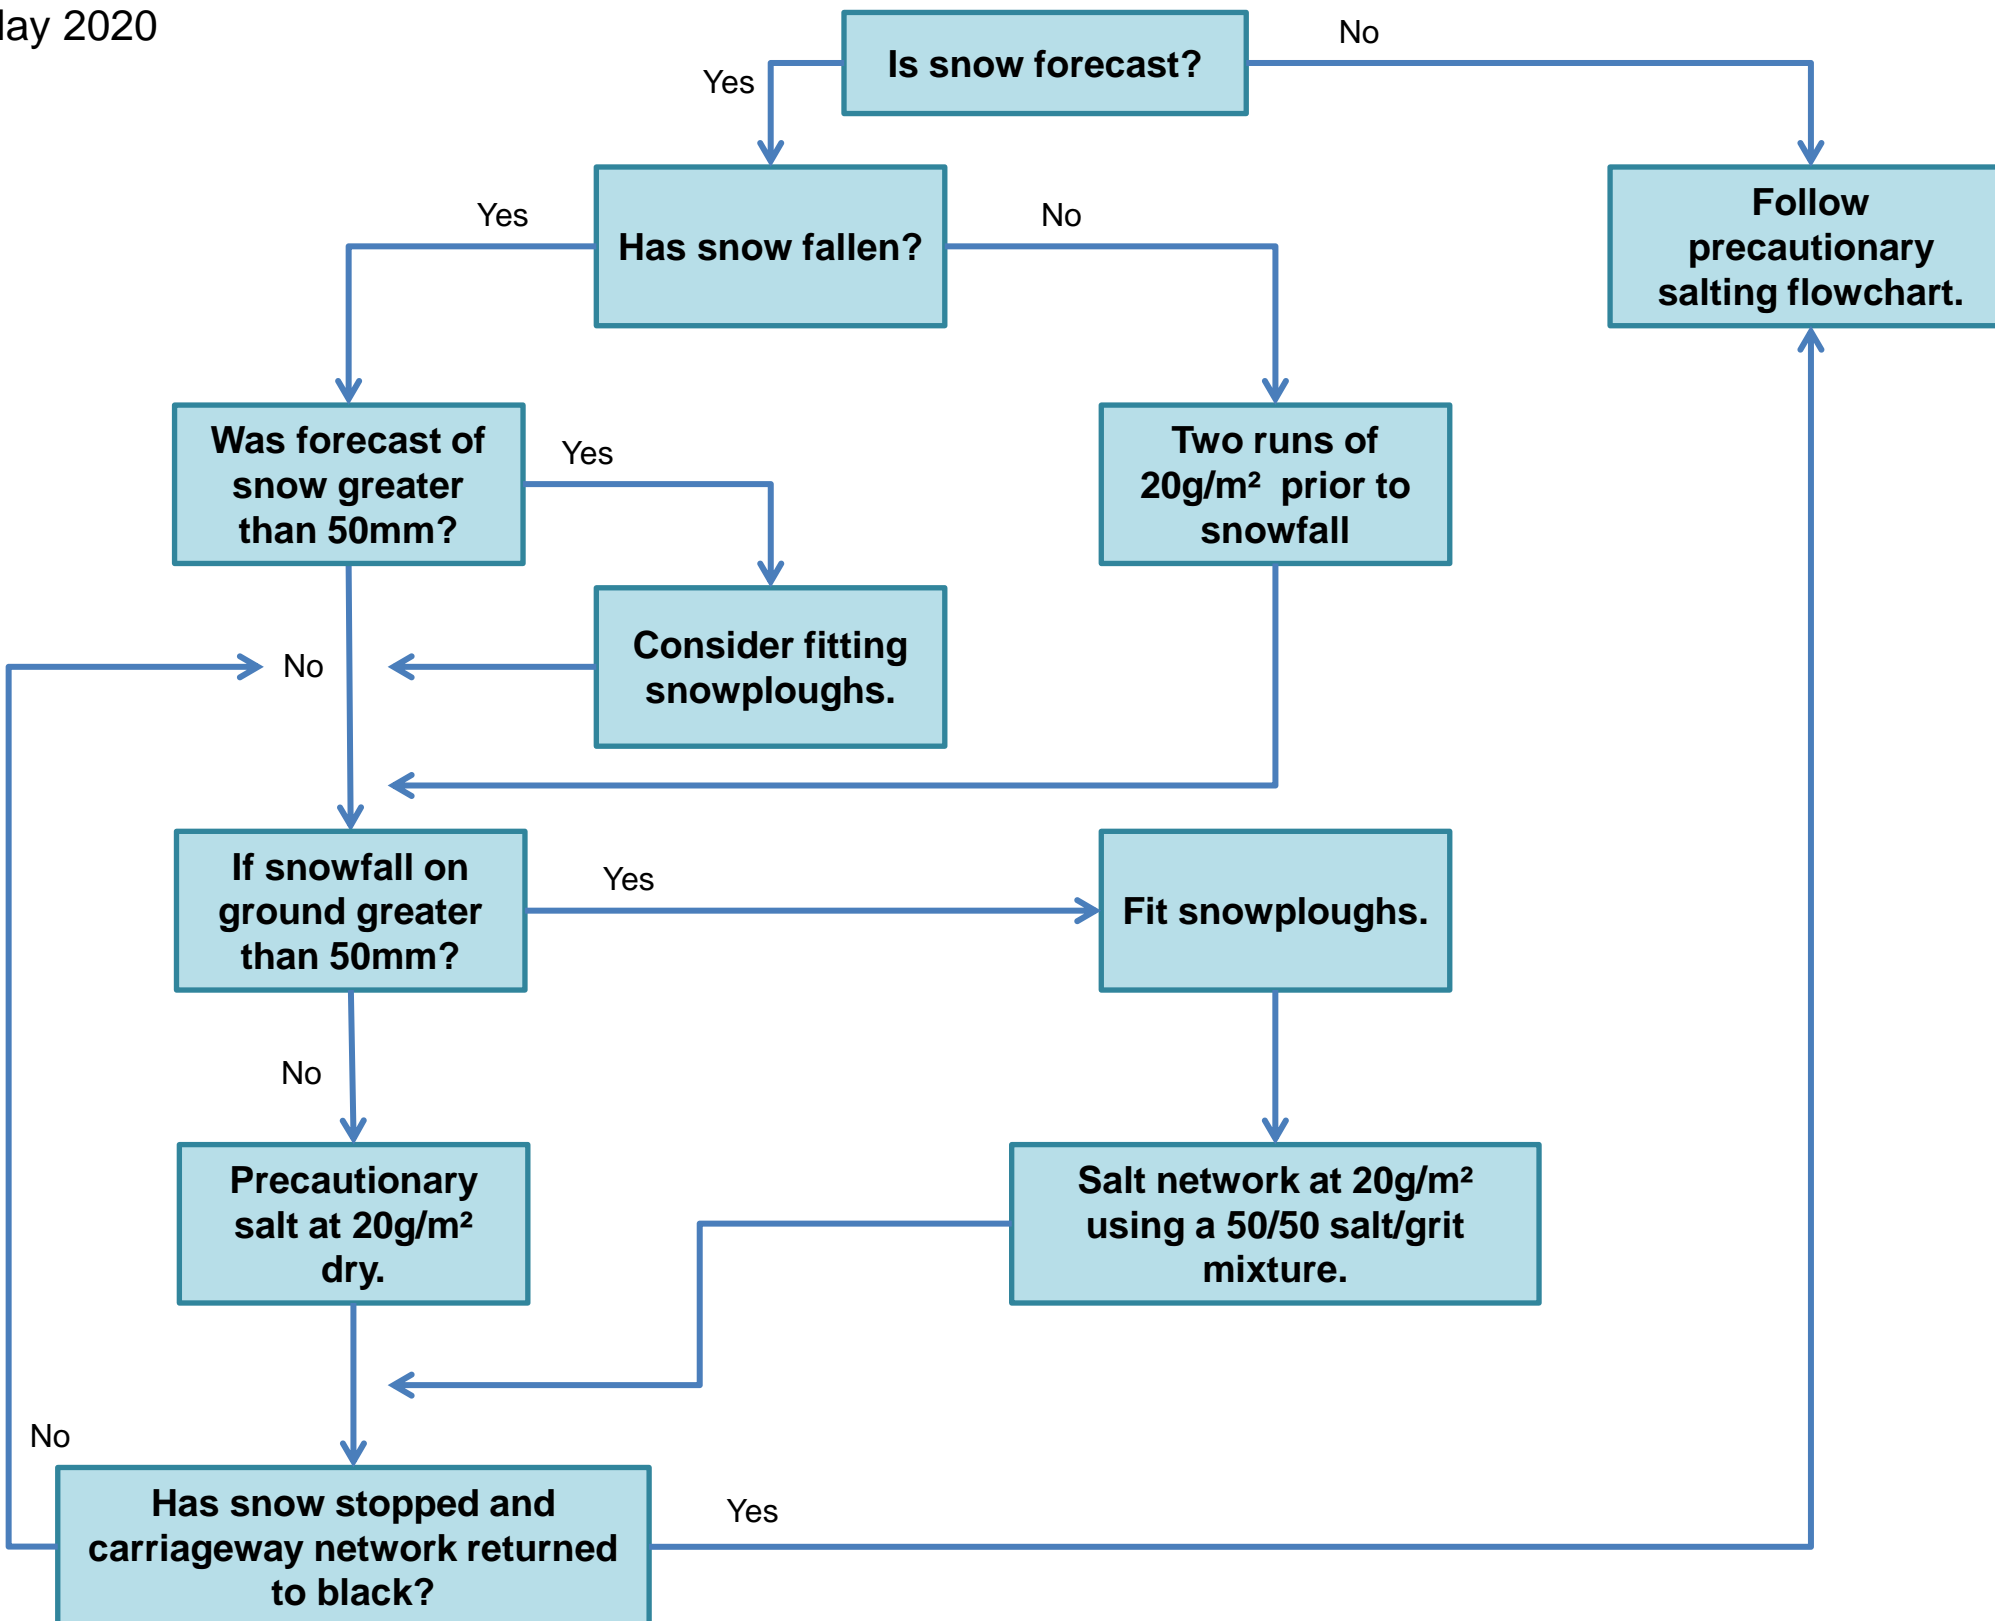 2020
Is snow forecast?
No
Yes
Has snow fallen?
Yes
No
Follow
precautionary
salting flowchart.
Was forecast of
snow greater
than 50mm?
Yes
Two runs of
20g/m²  prior to
snowfall
No
Consider fitting
snowploughs.
If snowfall on
ground greater
than 50mm?
Yes
Fit snowploughs.
No
Precautionary
salt at 20g/m²
dry.
Salt network at 20g/m²
using a 50/50 salt/grit
mixture.
No
Has snow stopped and
carriageway network returned
to black?
Yes